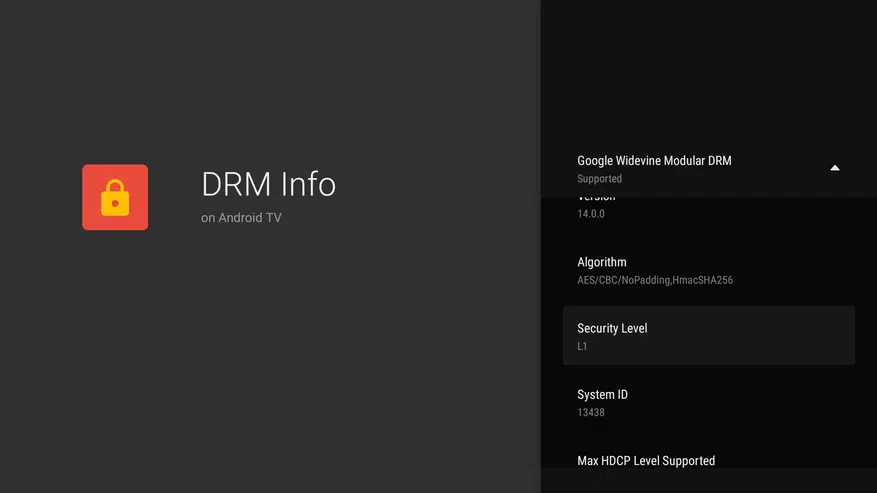 DRM Info
on Android TV
Google Widevine Modular DRM
Supported
Version
14.0.0
Algorithm
AES/CBC/NoPadding,HmacSHA256
Security Level
L1
System ID
13438
Max HDCP Level Supported